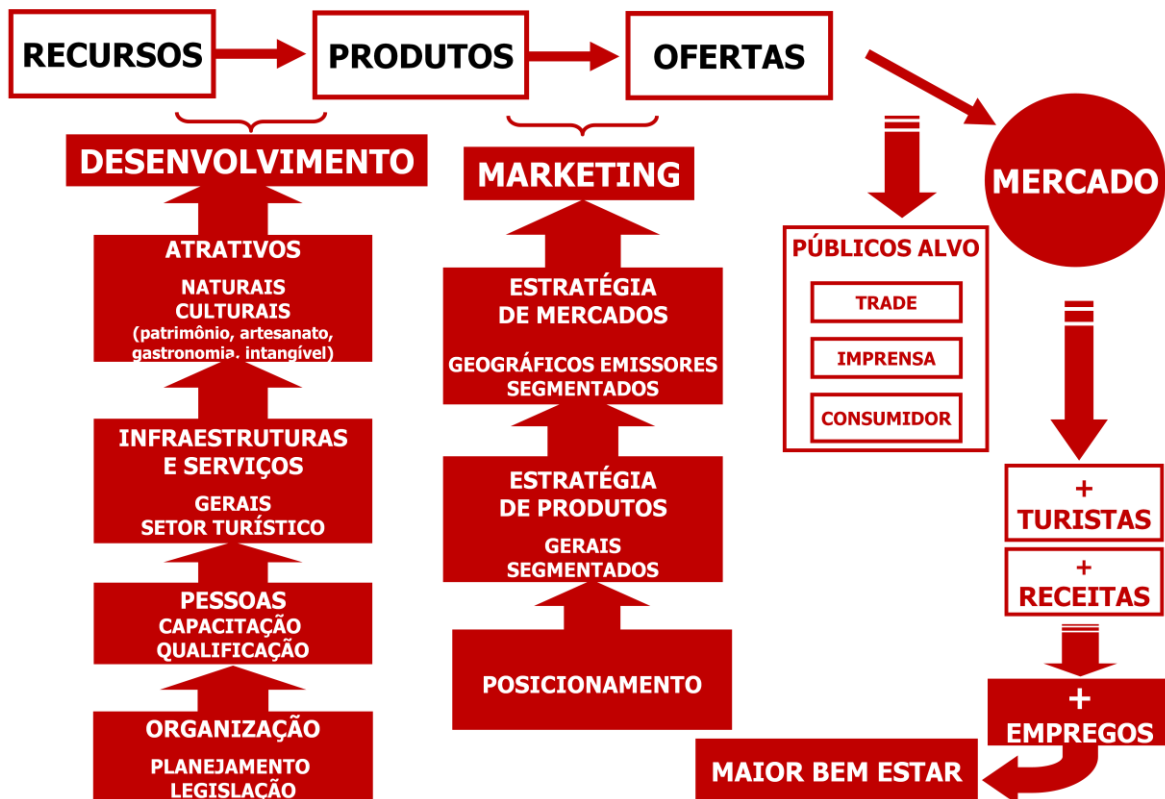 RECURSOS
PRODUTOS
OFERTAS
DESENVOLVIMENTO
ATRATIVOS
NATURAIS
CULTURAIS
(patrimônio, artesanato,
gastronomia, intangível)
INFRAESTRUTURAS
E SERVIÇOS
GERAIS
SETOR TURÍSTICO
PESSOAS
CAPACITAÇÃO
QUALIFICAÇÃO
ORGANIZAÇÃO
PLANEJAMENTO
LEGISLAÇÃO
MARKETING
ESTRATÉGIA
DE MERCADOS
GEOGRÁFICOS EMISSORES
SEGMENTADOS
ESTRATÉGIA
DE PRODUTOS
GERAIS
SEGMENTADOS
POSICIONAMENTO
PÚBLICOS ALVO
TRADE
IMPRENSA
CONSUMIDOR
MERCADO
+
TURISTAS
+
RECEITAS
+
EMPREGOS
MAIOR BEM ESTAR